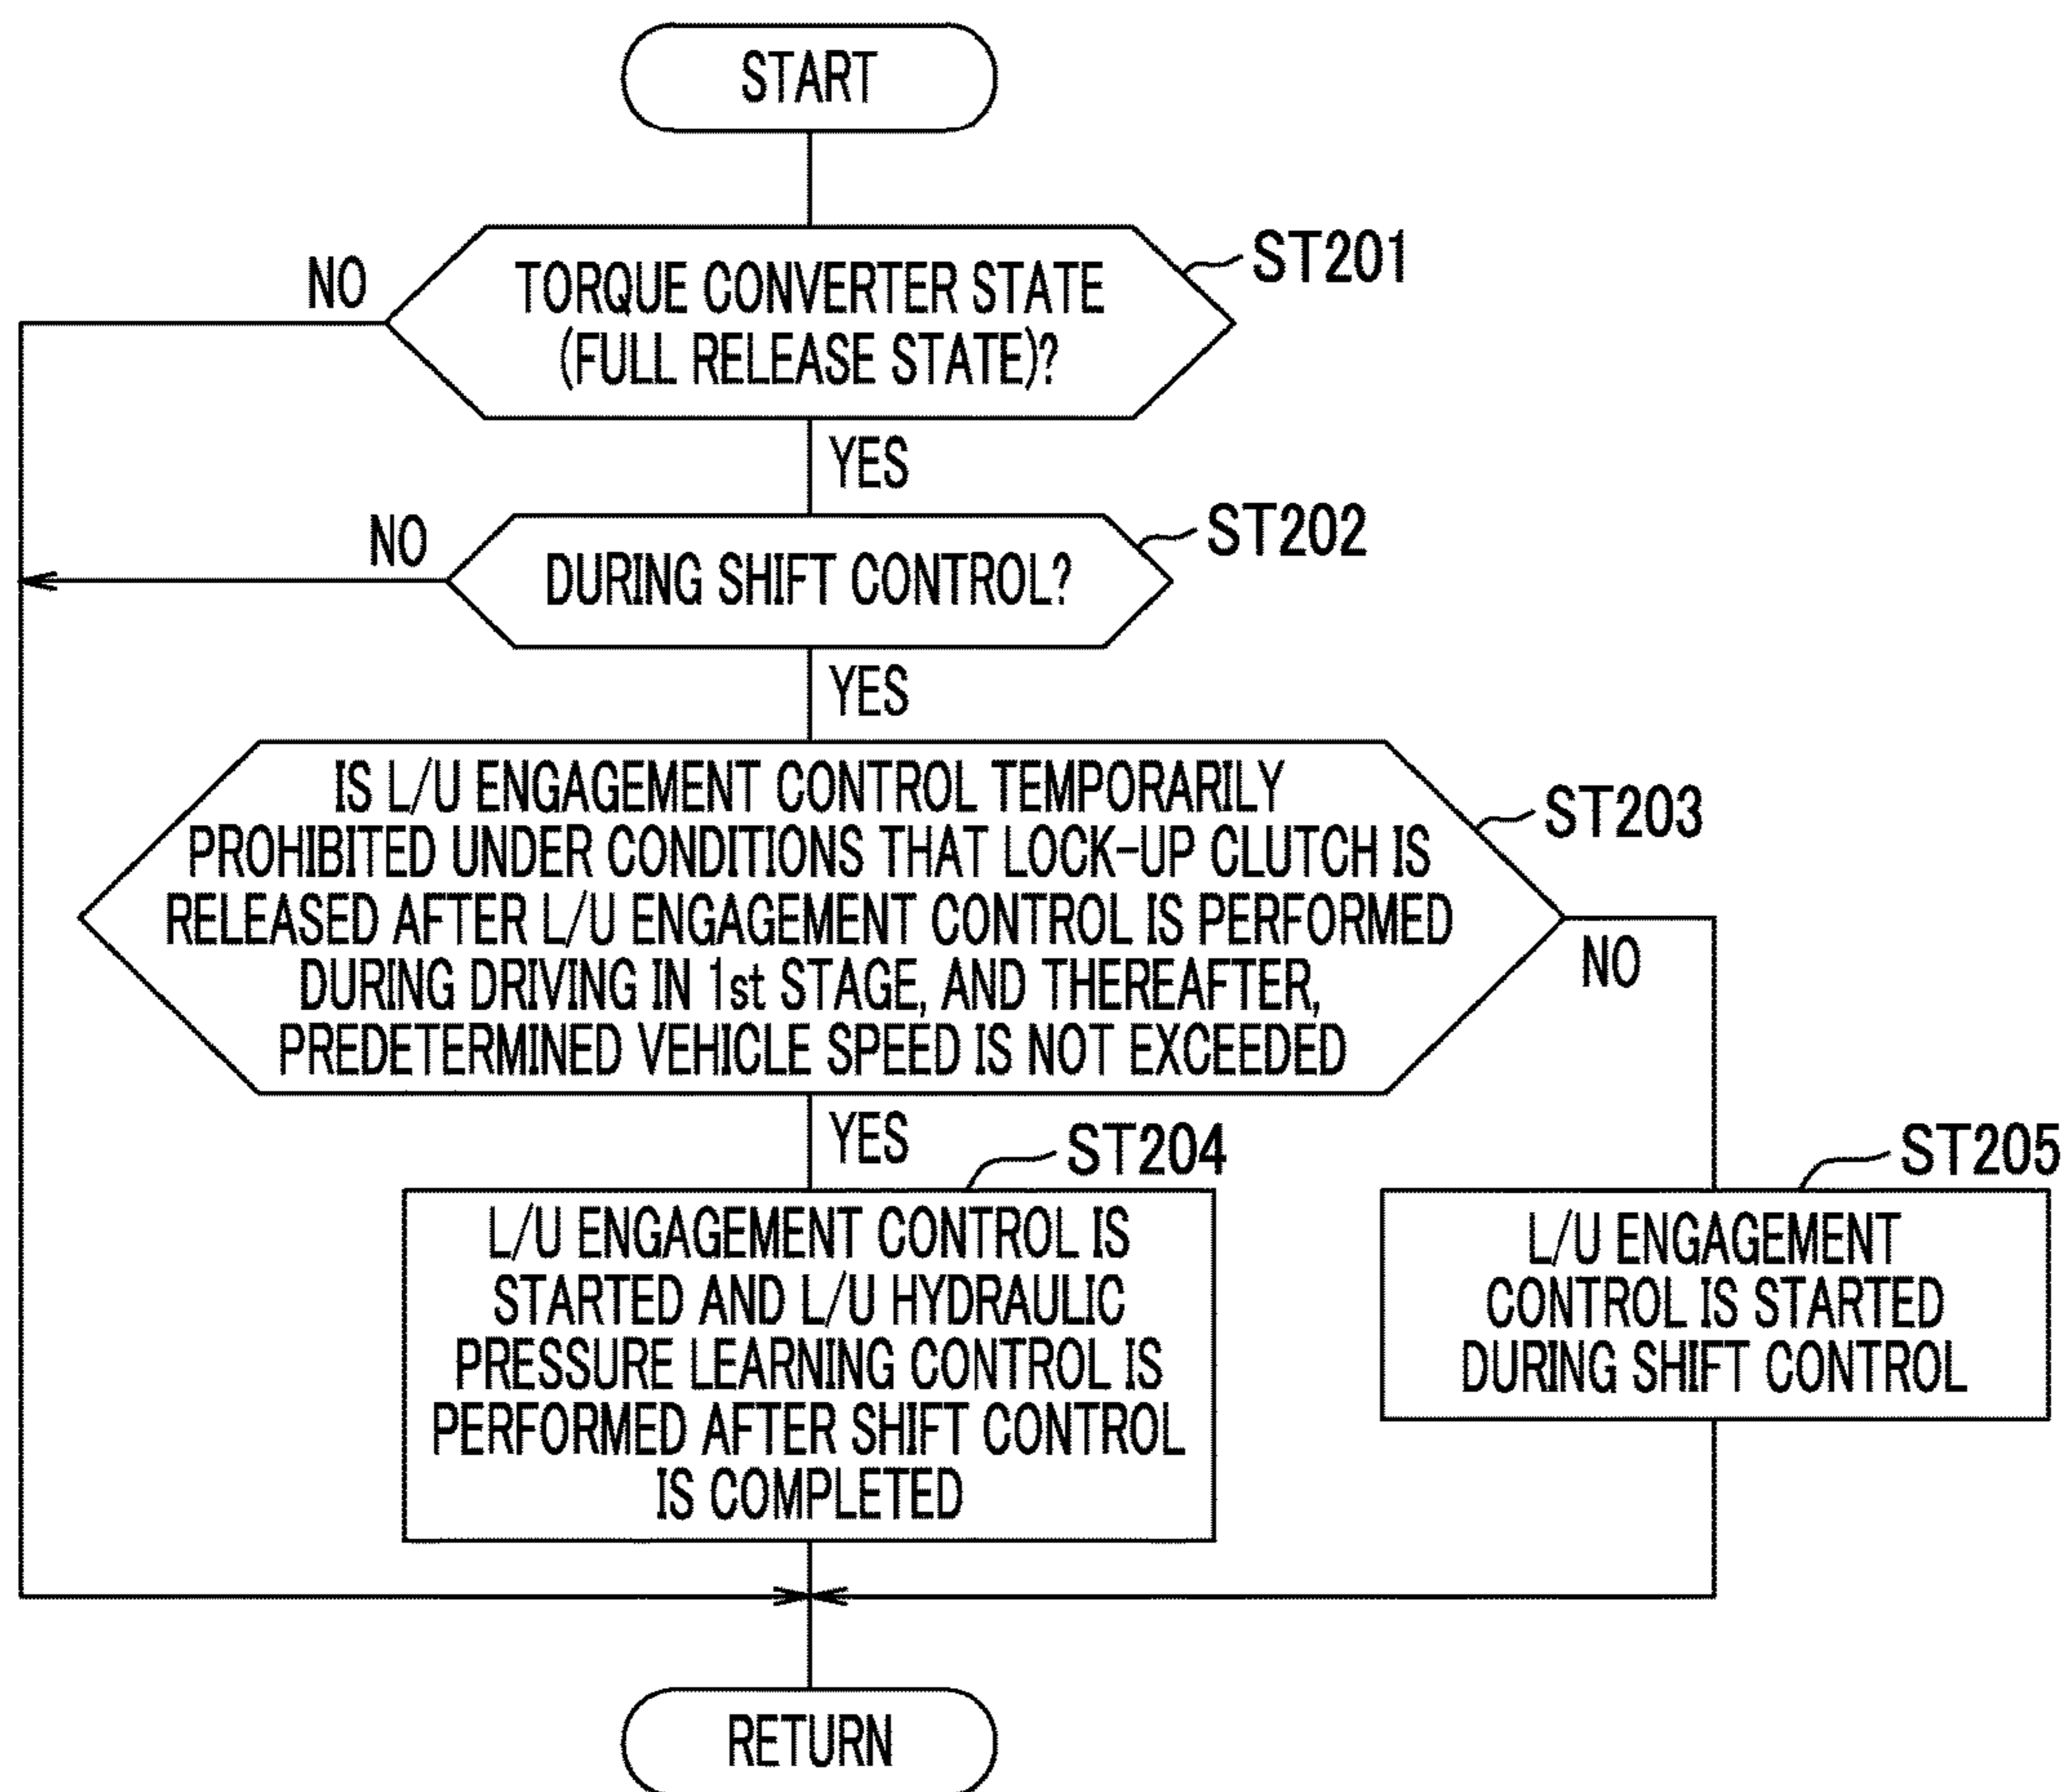 START
ST201
NO
TORQUE CONVERTER STATE
(FULL RELEASE STATE)?
YES
ST202
NO
DURING SHIFT CONTROL?
YES
ST203
IS L/U ENGAGEMENT CONTROL TEMPORARILY
PROHIBITED UNDER CONDITIONS THAT LOCK-UP CLUTCH IS
RELEASED AFTER L/U ENGAGEMENT CONTROL IS PERFORMED
DURING DRIVING IN 1st STAGE, AND THEREAFTER,
PREDETERMINED VEHICLE SPEED IS NOT EXCEEDED
NO
YES
ST204
L/U ENGAGEMENT CONTROL IS
STARTED AND L/U HYDRAULIC
PRESSURE LEARNING CONTROL IS
PERFORMED AFTER SHIFT CONTROL
IS COMPLETED
ST205
L/U ENGAGEMENT
CONTROL IS STARTED
DURING SHIFT CONTROL
RETURN